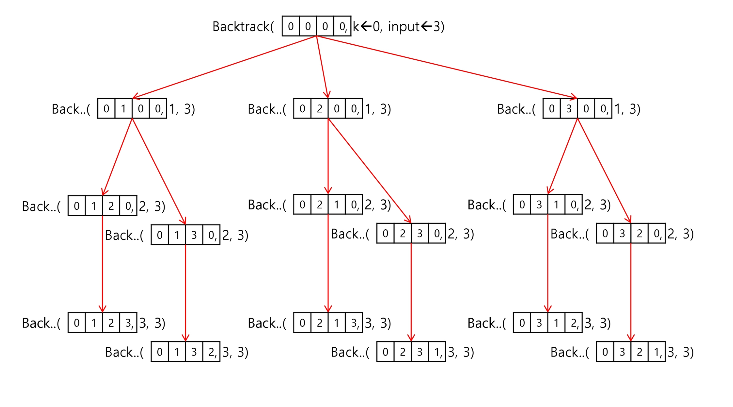 Backtrack( 0 0 0 0, k←0, input←3)
Back..( 0 1 0 0, 1, 3) Back..( 0 2 0 0, 1, 3) Back..( 0 3 0 0, 1, 3)
Back..( 0 1 2 0, 2, 3) Back..( 0 2 1 0, 2, 3) Back..( 0 3 1 0, 2, 3)
Back..( 0 1 3 0, 2, 3) Back..( 0 2 3 0, 2, 3) Back..( 0 3 2 0, 2, 3)
Back..( 0 1 2 3, 3, 3) Back..( 0 2 1 3, 3, 3) Back..( 0 3 1 2, 3, 3)
Back..( 0 1 3 2, 3, 3) Back..( 0 2 3 1, 3, 3) Back..( 0 3 2 1, 3, 3)